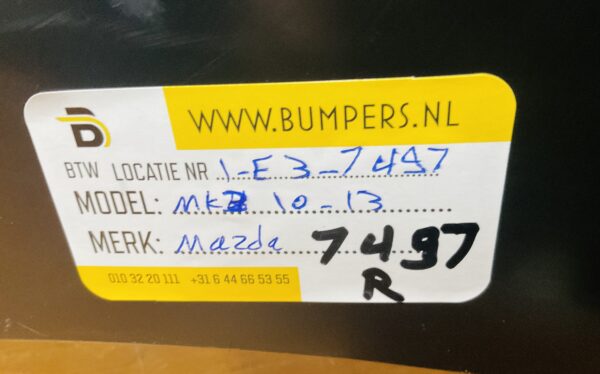 WWW.BUMPERS.NL
BTW LOCATIE NR 1-E3-7497
MODEL: 10-13
MERK: Mazda
7497
R
010 32 20 111 +31 6 44 66 53 55